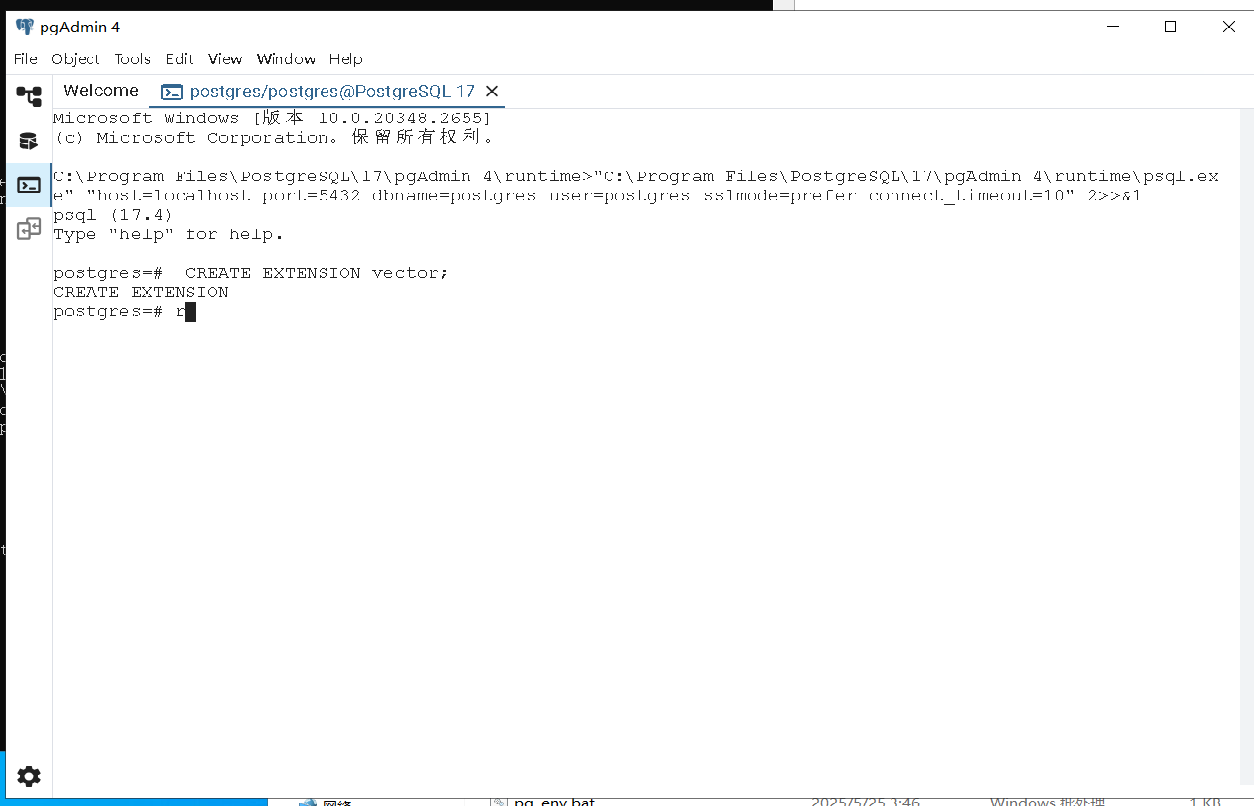 pgAdmin 4
File Object Tools Edit View Window Help
Welcome postgres/postgres@PostgreSQL 17
Microsoft Windows [版本 10.0.20348.2655]
(c) Microsoft Corporation。保留所有权利。
C:\Program Files\PostgreSQL\17\pgAdmin 4\runtime>"C:\Program Files\PostgreSQL\17\pgAdmin 4\runtime\psql.ex
e" "host=localhost port=5432 dbname=postgres user=postgres sslmode=prefer connect_timeout=10" 2>>&1
psql (17.4)
Type "help" for help.
postgres=#  CREATE EXTENSION vector;
CREATE EXTENSION
postgres=# r
网络 pg_env.bat 2025/5/25 3:46 Windows 批处理 1 KB